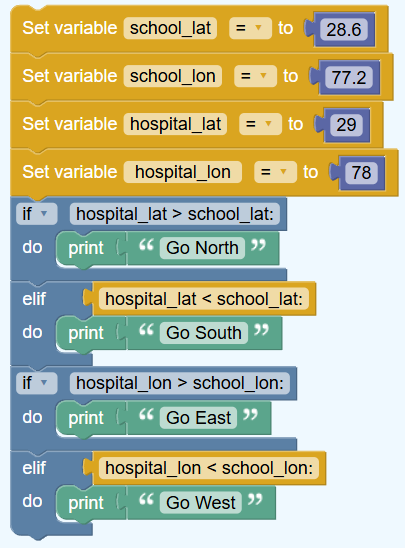 Set variable school_lat = to 28.6
Set variable school_lon = to 77.2
Set variable hospital_lat = to 29
Set variable hospital_lon = to 78
if hospital_lat > school_lat:
do print “ Go North ”
elif hospital_lat < school_lat:
do print “ Go South ”
if hospital_lon > school_lon:
do print “ Go East ”
elif hospital_lon < school_lon:
do print “ Go West ”